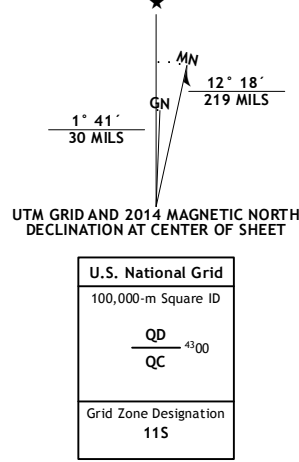 MN
GN
12° 18´
219 MILS
1° 41´
30 MILS
UTM GRID AND 2014 MAGNETIC NORTH
DECLINATION AT CENTER OF SHEET
U.S. National Grid
100,000-m Square ID
QD
4300
QC
Grid Zone Designation
11S